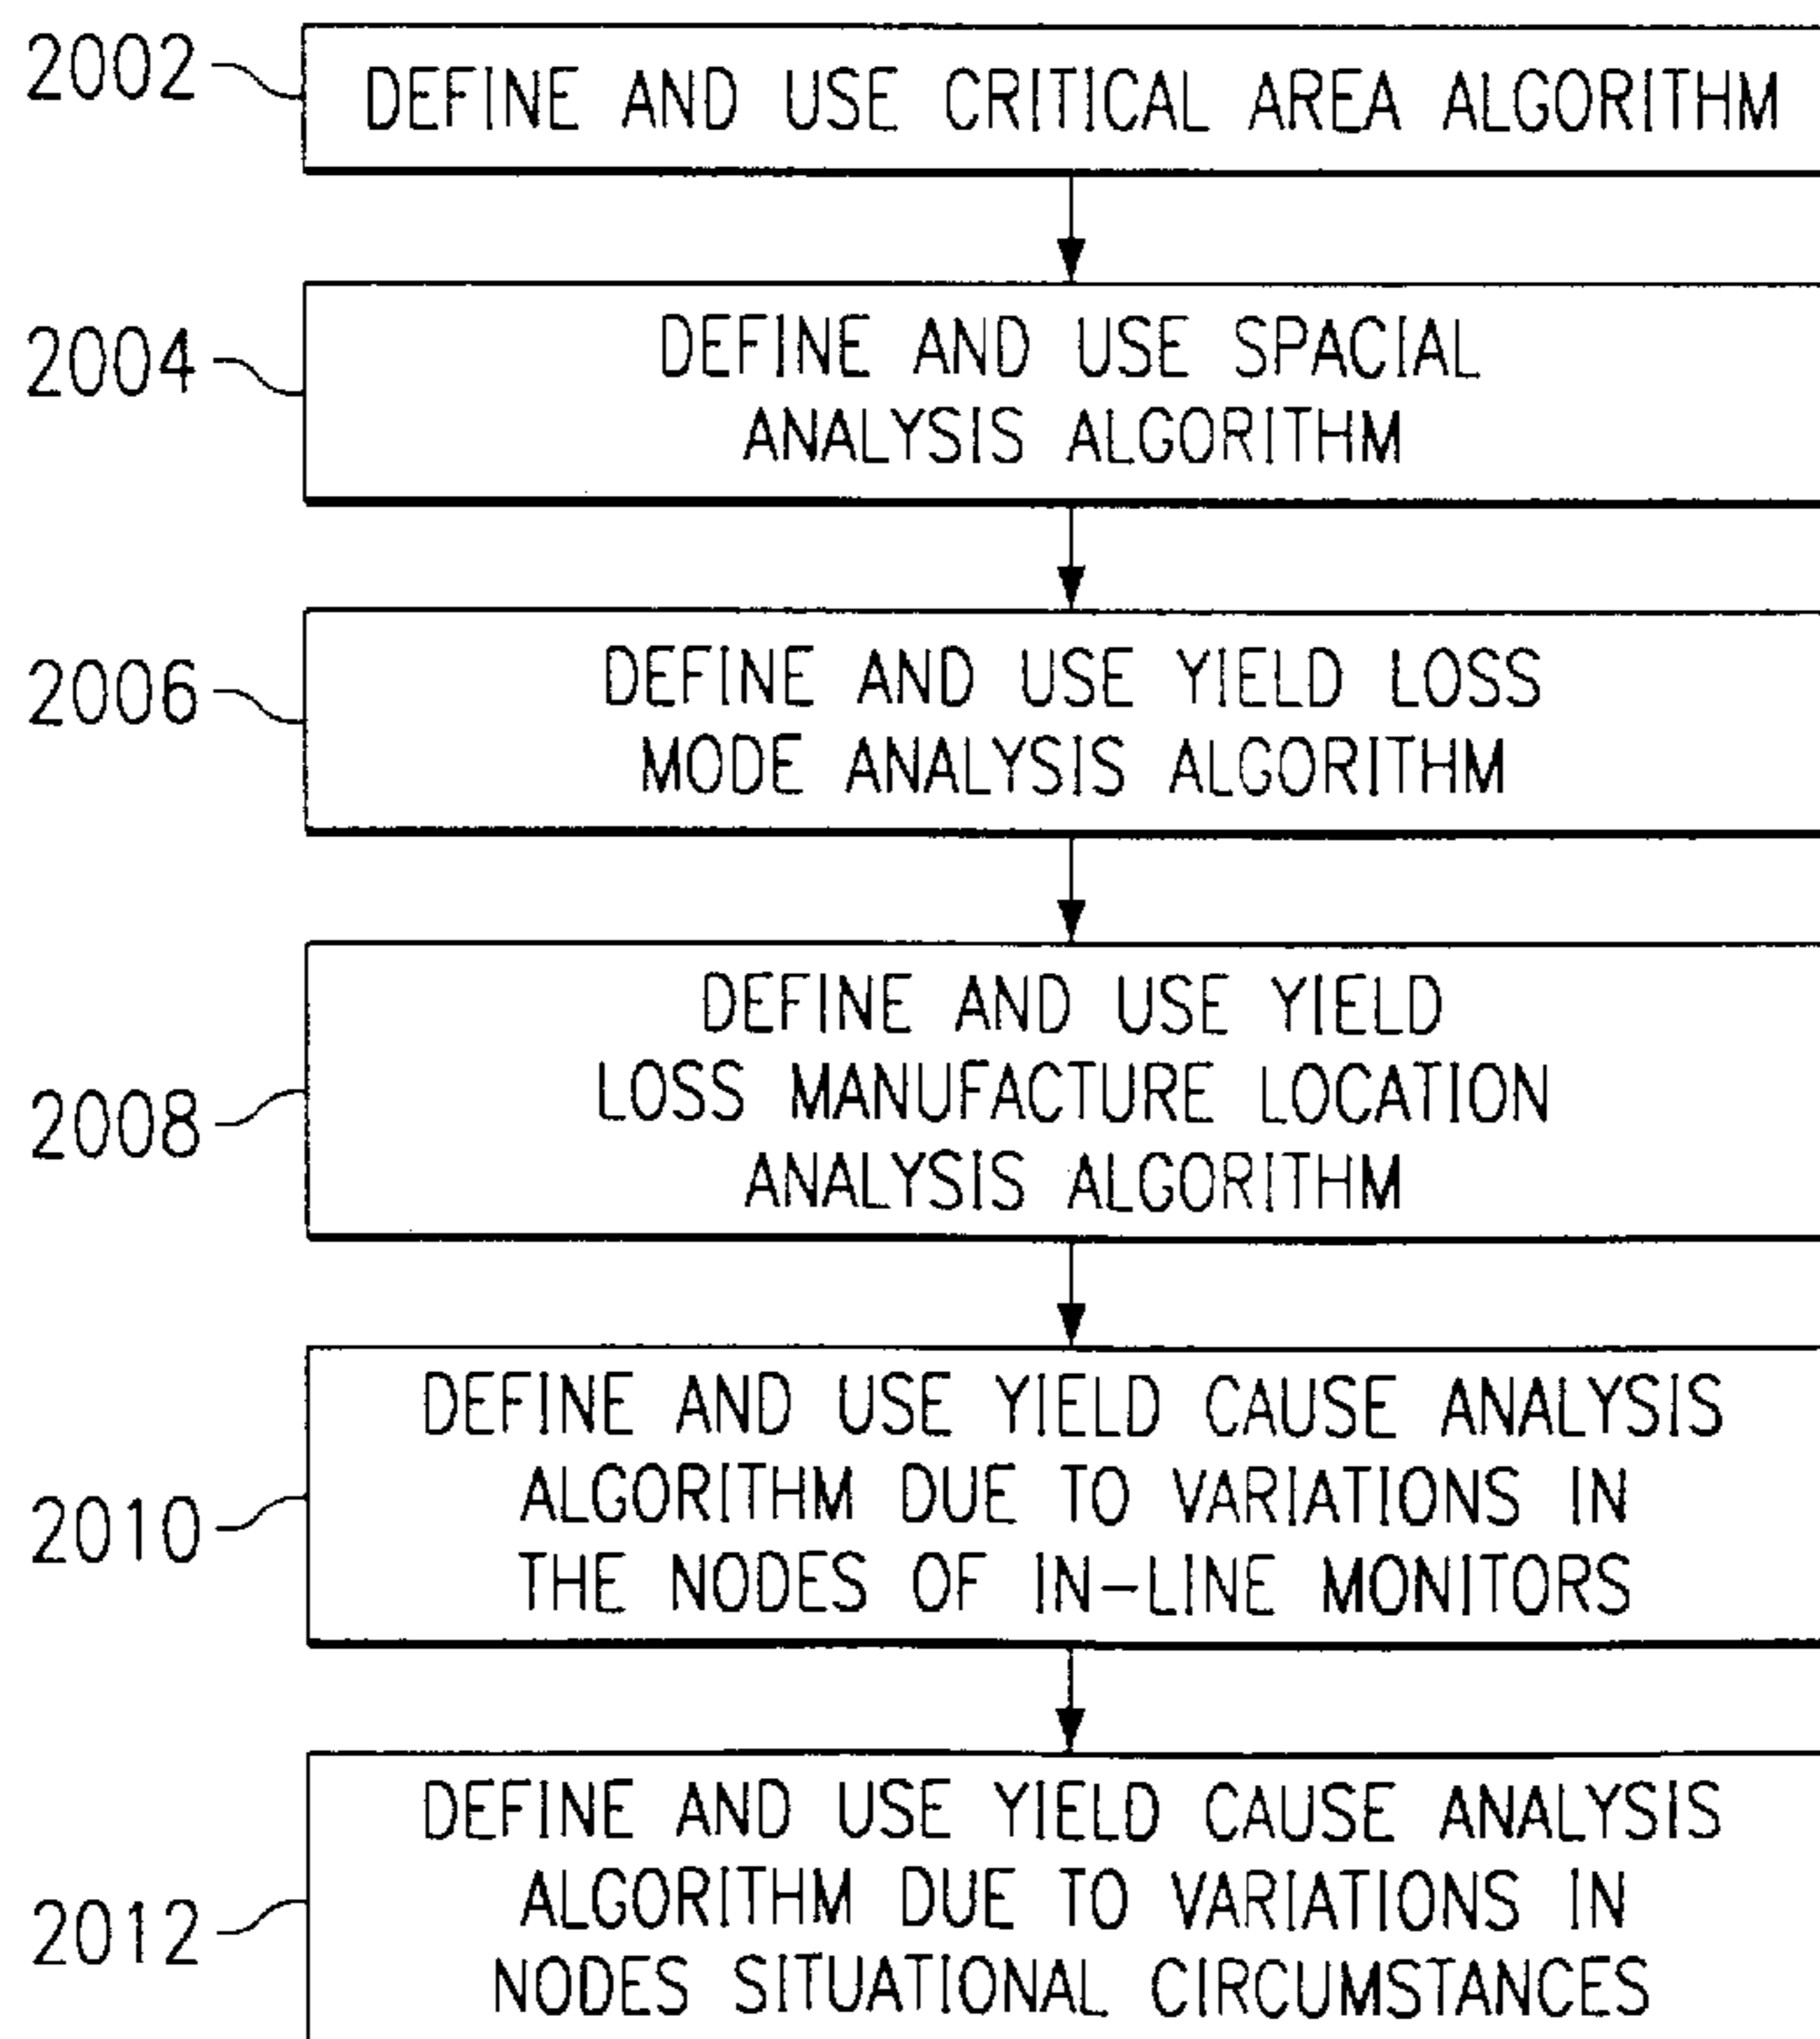 2002
DEFINE AND USE CRITICAL AREA ALGORITHM
2004
DEFINE AND USE SPACIAL
ANALYSIS ALGORITHM
2006
DEFINE AND USE YIELD LOSS
MODE ANALYSIS ALGORITHM
2008
DEFINE AND USE YIELD
LOSS MANUFACTURE LOCATION
ANALYSIS ALGORITHM
2010
DEFINE AND USE YIELD CAUSE ANALYSIS
ALGORITHM DUE TO VARIATIONS IN
THE NODES OF IN-LINE MONITORS
2012
DEFINE AND USE YIELD CAUSE ANALYSIS
ALGORITHM DUE TO VARIATIONS IN
NODES SITUATIONAL CIRCUMSTANCES